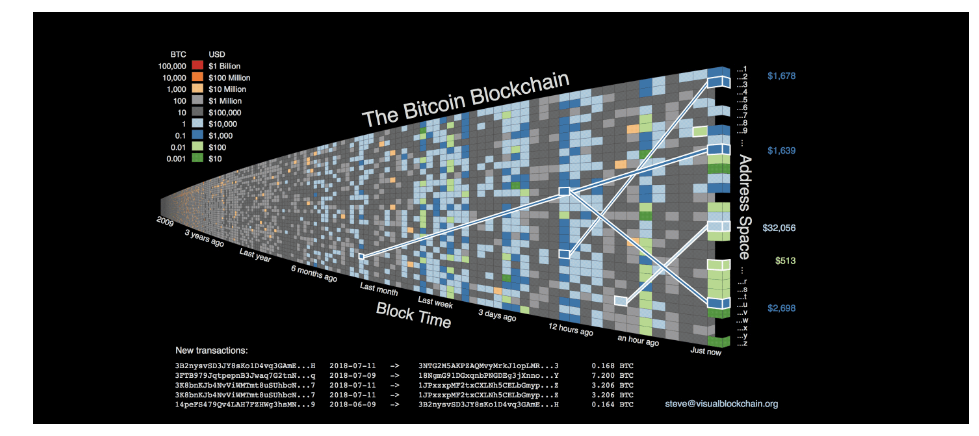 BTC USD
100,000 $1 Billion
10,000 $100 Million
1,000 $10 Million
100 $1 Million
10 $100,000
1 $10,000
0.1 $1,000
0.01 $100
0.001 $10
The Bitcoin Blockchain
...1
...2
...3
...4
...5
...6
...7
...8
...9
...
Address Space
...
...r
...s
...t
...u
...v
...w
...x
...y
...z
$1,678
$1,639
$32,056
$513
$2,698
2009
3 years ago
Last year
6 months ago
Last month
Last week
3 days ago
12 hours ago
an hour ago
Just now
Block Time
New transactions:
3B2nysvSD3JY8sKo1D4vq3GAmE...H 2018-07-11 -> 3NTG2M5AKPZAQMvyMrkJ1opLMR...3 0.168 BTC
3FTB979JqtpepnB3Jwaq7G2tnN...q 2018-07-11 -> 18NgmG91DGxqnbPNGDBg3jXnno...Y 7.200 BTC
3K8bnKJb4NvViWMTmt8uSUhbcN...7 2018-07-11 -> 1JPxzxpMF2txCXLNh5CELbGmyp...Z 3.206 BTC
3K8bnKJb4NvViWMTmt8uSUhbcN...7 2018-07-11 -> 1JPxzxpMF2txCXLNh5CELbGmyp...Z 3.206 BTC
14peFS479Qv4LAH7FZHWg3hmMN...9 2018-06-09 -> 3B2nysvSD3JY8sKo1D4vq3GAmE...H 0.164 BTC
steve@visualblockchain.org